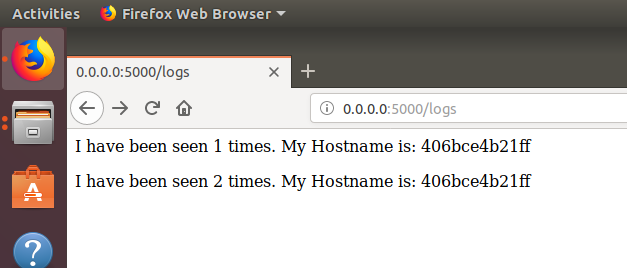 Activities Firefox Web Browser
0.0.0.0:5000/logs
0.0.0.0:5000/logs
I have been seen 1 times. My Hostname is: 406bce4b21ff
I have been seen 2 times. My Hostname is: 406bce4b21ff